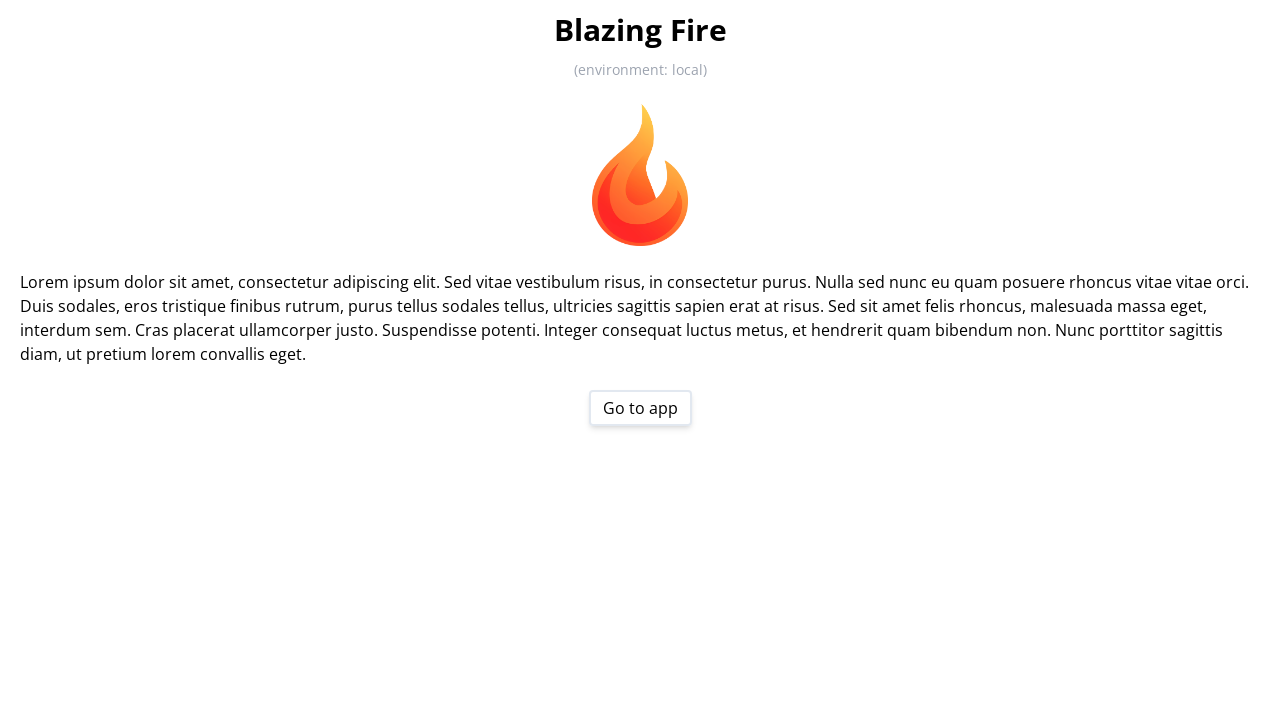 Blazing Fire
(environment: local)
Lorem ipsum dolor sit amet, consectetur adipiscing elit. Sed vitae vestibulum risus, in consectetur purus. Nulla sed nunc eu quam posuere rhoncus vitae vitae orci.
Duis sodales, eros tristique finibus rutrum, purus tellus sodales tellus, ultricies sagittis sapien erat at risus. Sed sit amet felis rhoncus, malesuada massa eget,
interdum sem. Cras placerat ullamcorper justo. Suspendisse potenti. Integer consequat luctus metus, et hendrerit quam bibendum non. Nunc porttitor sagittis
diam, ut pretium lorem convallis eget.
Go to app